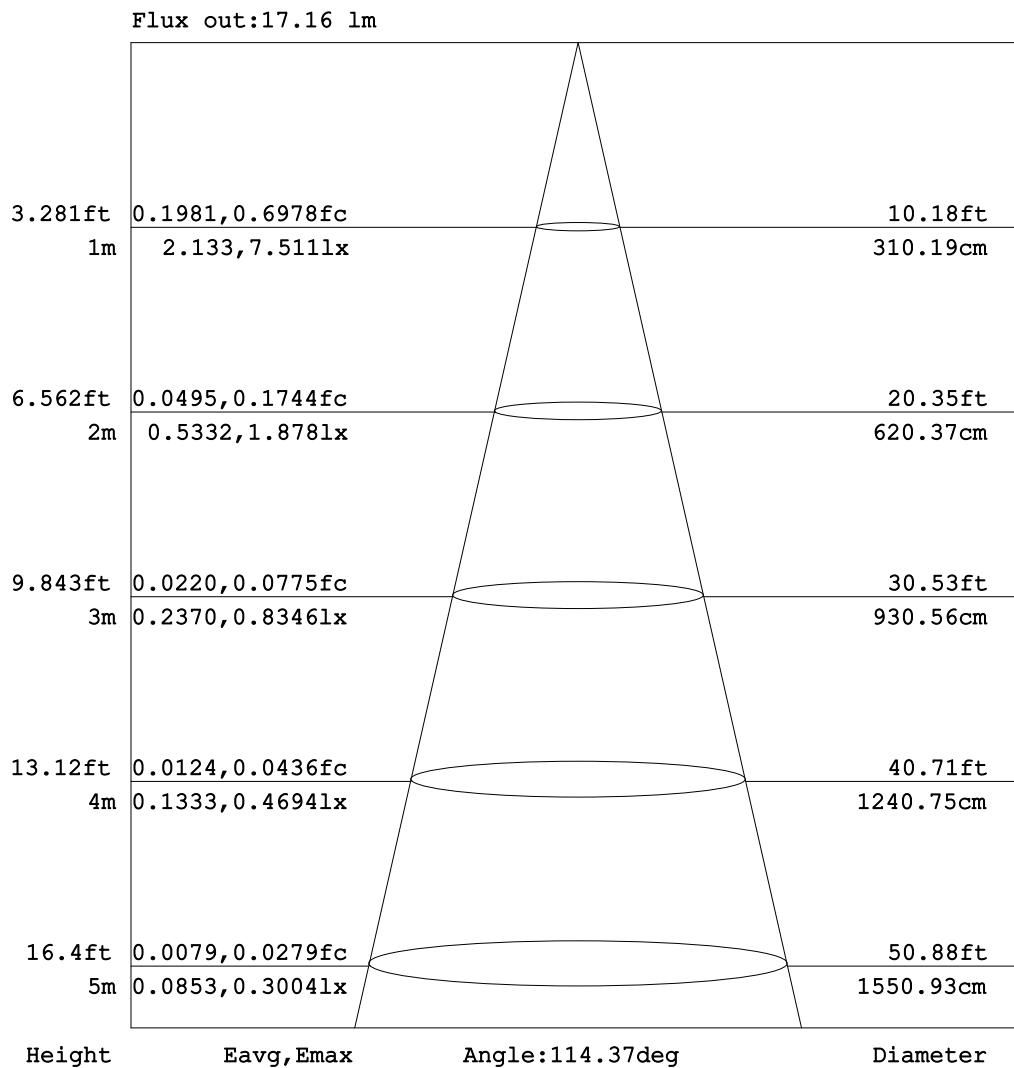 Flux out:17.16 lm
3.281ft 0.1981,0.6978fc 10.18ft
1m 2.133,7.511lx 310.19cm
6.562ft 0.0495,0.1744fc 20.35ft
2m 0.5332,1.878lx 620.37cm
9.843ft 0.0220,0.0775fc 30.53ft
3m 0.2370,0.8346lx 930.56cm
13.12ft 0.0124,0.0436fc 40.71ft
4m 0.1333,0.4694lx 1240.75cm
16.4ft 0.0079,0.0279fc 50.88ft
5m 0.0853,0.3004lx 1550.93cm
Height Eavg,Emax Angle:114.37deg Diameter